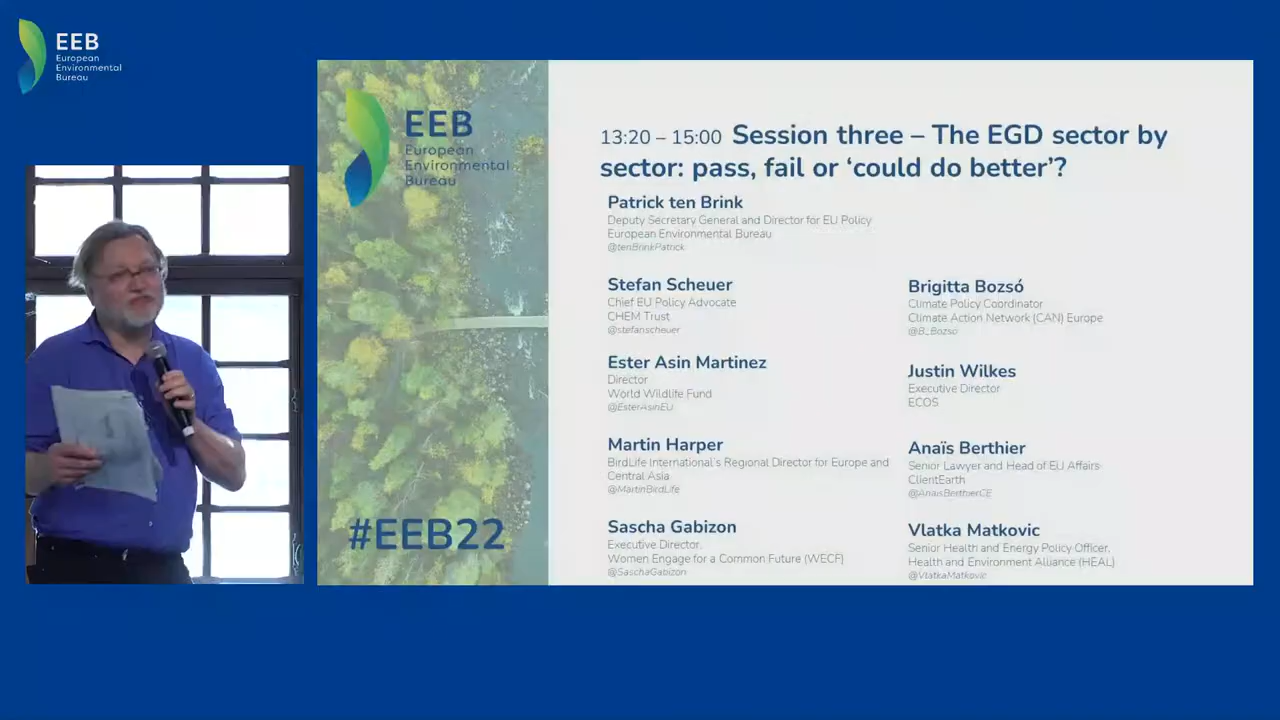 EEB
European
Environmental
Bureau
EEB
European
Environmental
Bureau
#EEB22
13:20 – 15:00 Session three – The EGD sector by
sector: pass, fail or ‘could do better’?
Patrick ten Brink
Deputy Secretary General and Director for EU Policy
European Environmental Bureau
@tenBrinkPatrick
Stefan Scheuer
Chief EU Policy Advocate
CHEM Trust
@stefanscheuer
Ester Asin Martinez
Director
World Wildlife Fund
@EsterAsinEU
Martin Harper
BirdLife International's Regional Director for Europe and
Central Asia
@MartinBirdLife
Sascha Gabizon
Executive Director,
Women Engage for a Common Future (WECF)
@SaschaGabizon
Brigitta Bozsó
Climate Policy Coordinator
Climate Action Network (CAN) Europe
@B_Bozso
Justin Wilkes
Executive Director
ECOS
Anaïs Berthier
Senior Lawyer and Head of EU Affairs
ClientEarth
@AnaisBerthierCE
Vlatka Matkovic
Senior Health and Energy Policy Officer,
Health and Environment Alliance (HEAL)
@VlatkaMatkovic